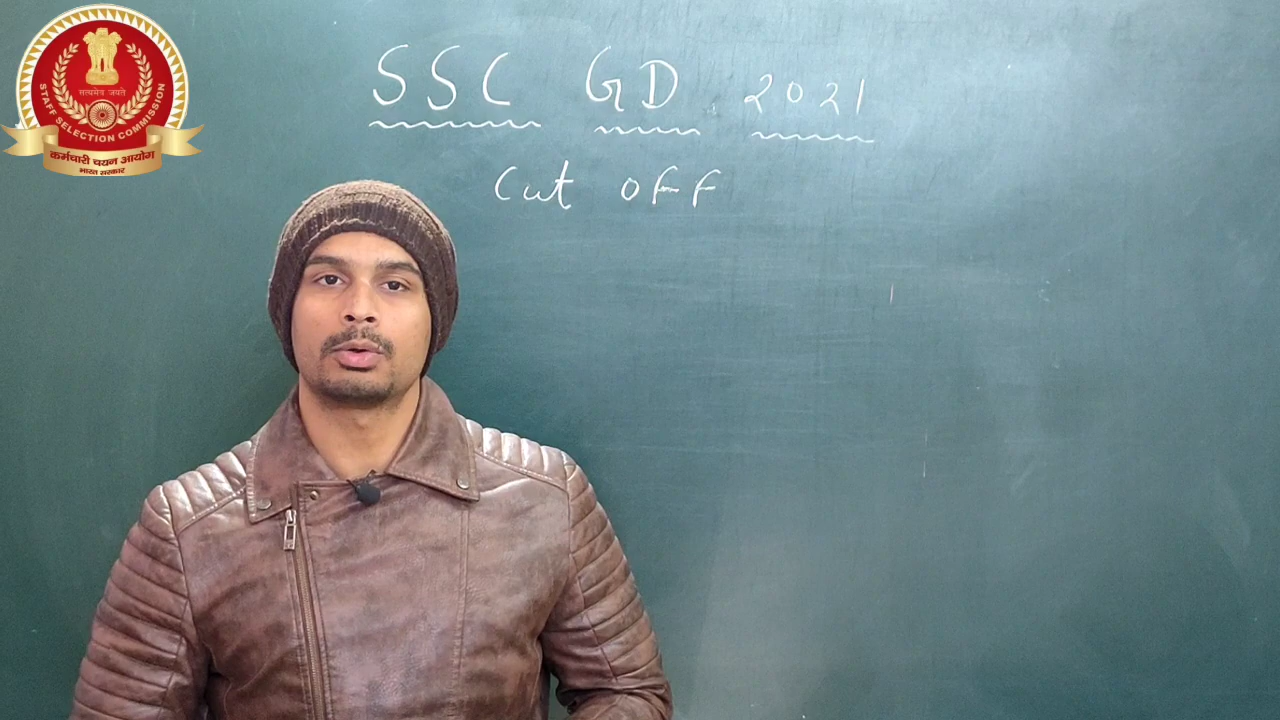 सत्यमेव जयते
STAFF SELECTION COMMISSION
कर्मचारी चयन आयोग
भारत सरकार
SSC GD 2021
Cut off